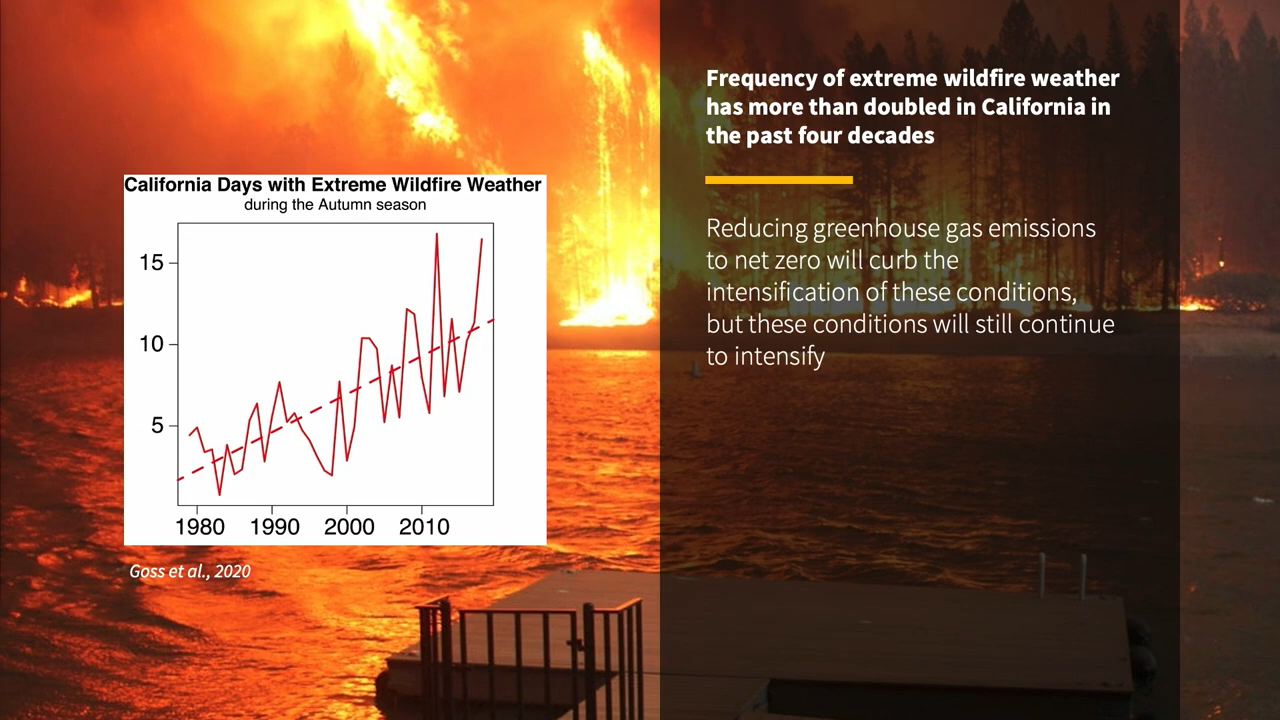 Frequency of extreme wildfire weather
has more than doubled in California in
the past four decades
Reducing greenhouse gas emissions
to net zero will curb the
intensification of these conditions,
but these conditions will still continue
to intensify
California Days with Extreme Wildfire Weather
during the Autumn season
15
10
5
1980 1990 2000 2010
Goss et al., 2020